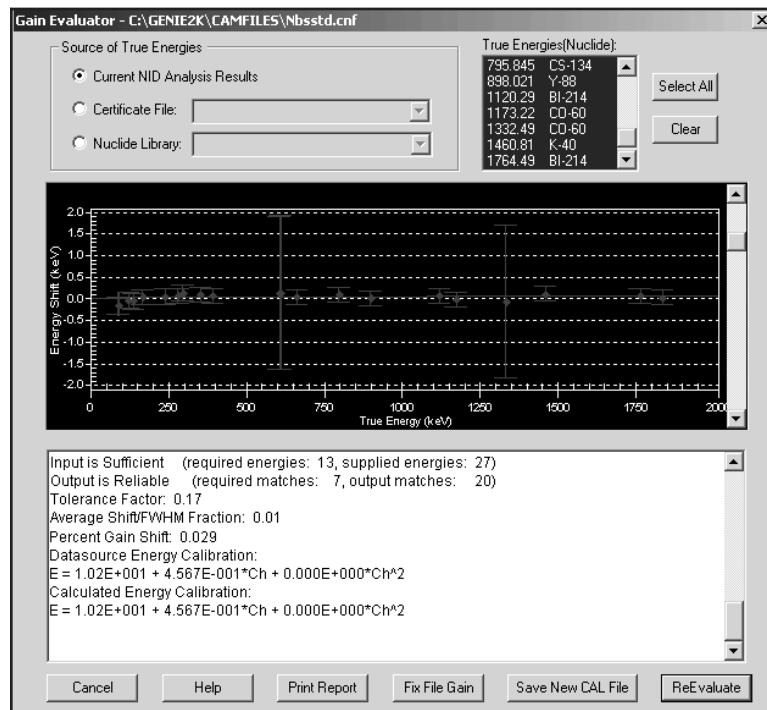 Gain Evaluator - C:\GENIE2K\CAMFILES\Nbsstd.cnf
Source of True Energies
Current NID Analysis Results
Certificate File:
Nuclide Library:
True Energies(Nuclide):
795.845 CS-134
898.021 Y-88
1120.29 BI-214
1173.22 CO-60
1332.49 CO-60
1460.81 K-40
1764.49 BI-214
Select All
Clear
Energy Shift (keV)
2.0
1.5
1.0
0.5
0.0
-0.5
-1.0
-1.5
-2.0
0 250 500 750 1000 1250 1500 1750 2000
True Energy (keV)
Input is Sufficient (required energies: 13, supplied energies: 27)
Output is Reliable (required matches: 7, output matches: 20)
Tolerance Factor: 0.17
Average Shift/FWHM Fraction: 0.01
Percent Gain Shift: 0.029
Datasource Energy Calibration:
E = 1.02E+001 + 4.567E-001*Ch + 0.000E+000*Ch^2
Calculated Energy Calibration:
E = 1.02E+001 + 4.567E-001*Ch + 0.000E+000*Ch^2
Cancel Help Print Report Fix File Gain Save New CAL File ReEvaluate